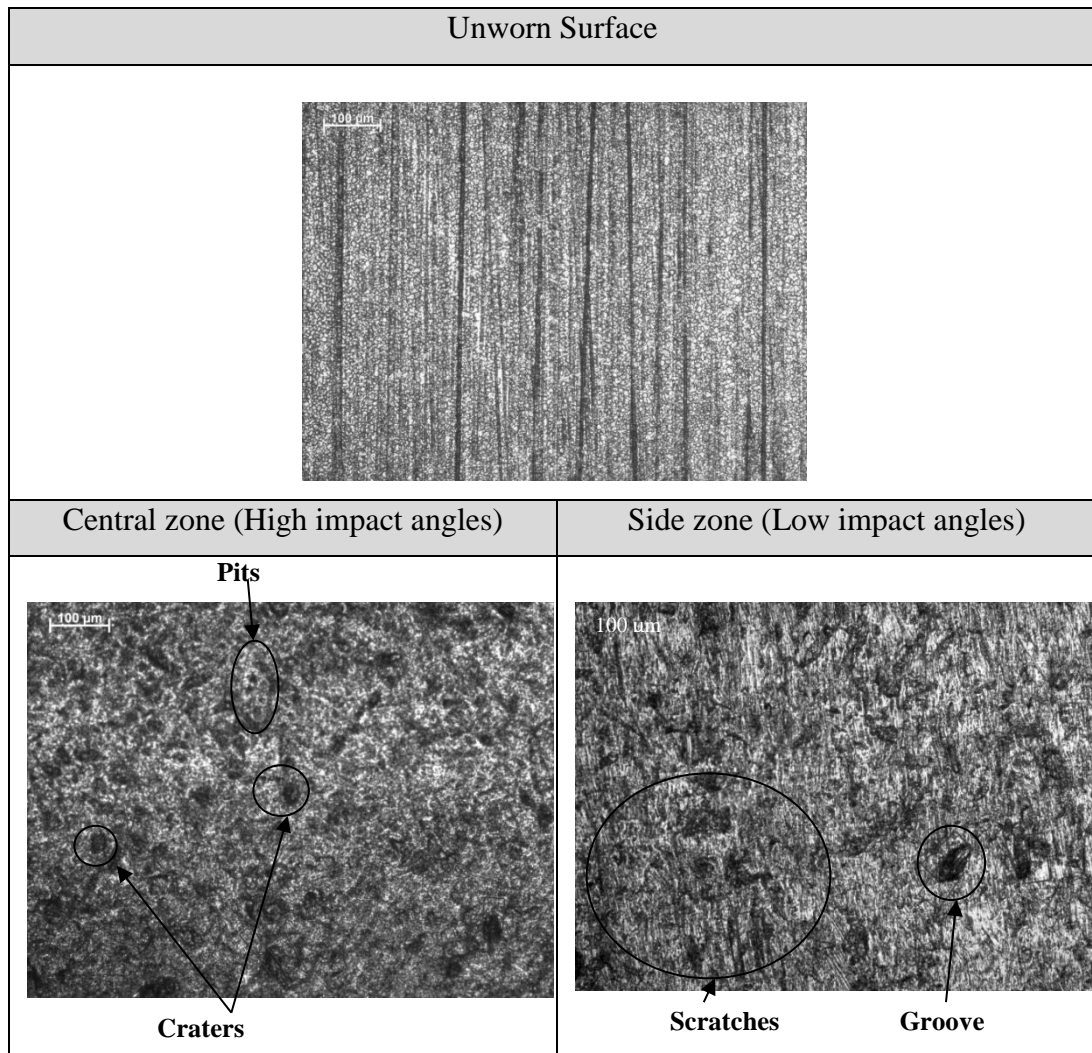 Unworn Surface
100 µm
Central zone (High impact angles)
Side zone (Low impact angles)
Pits
100 µm
100 µm
Craters
Scratches
Groove